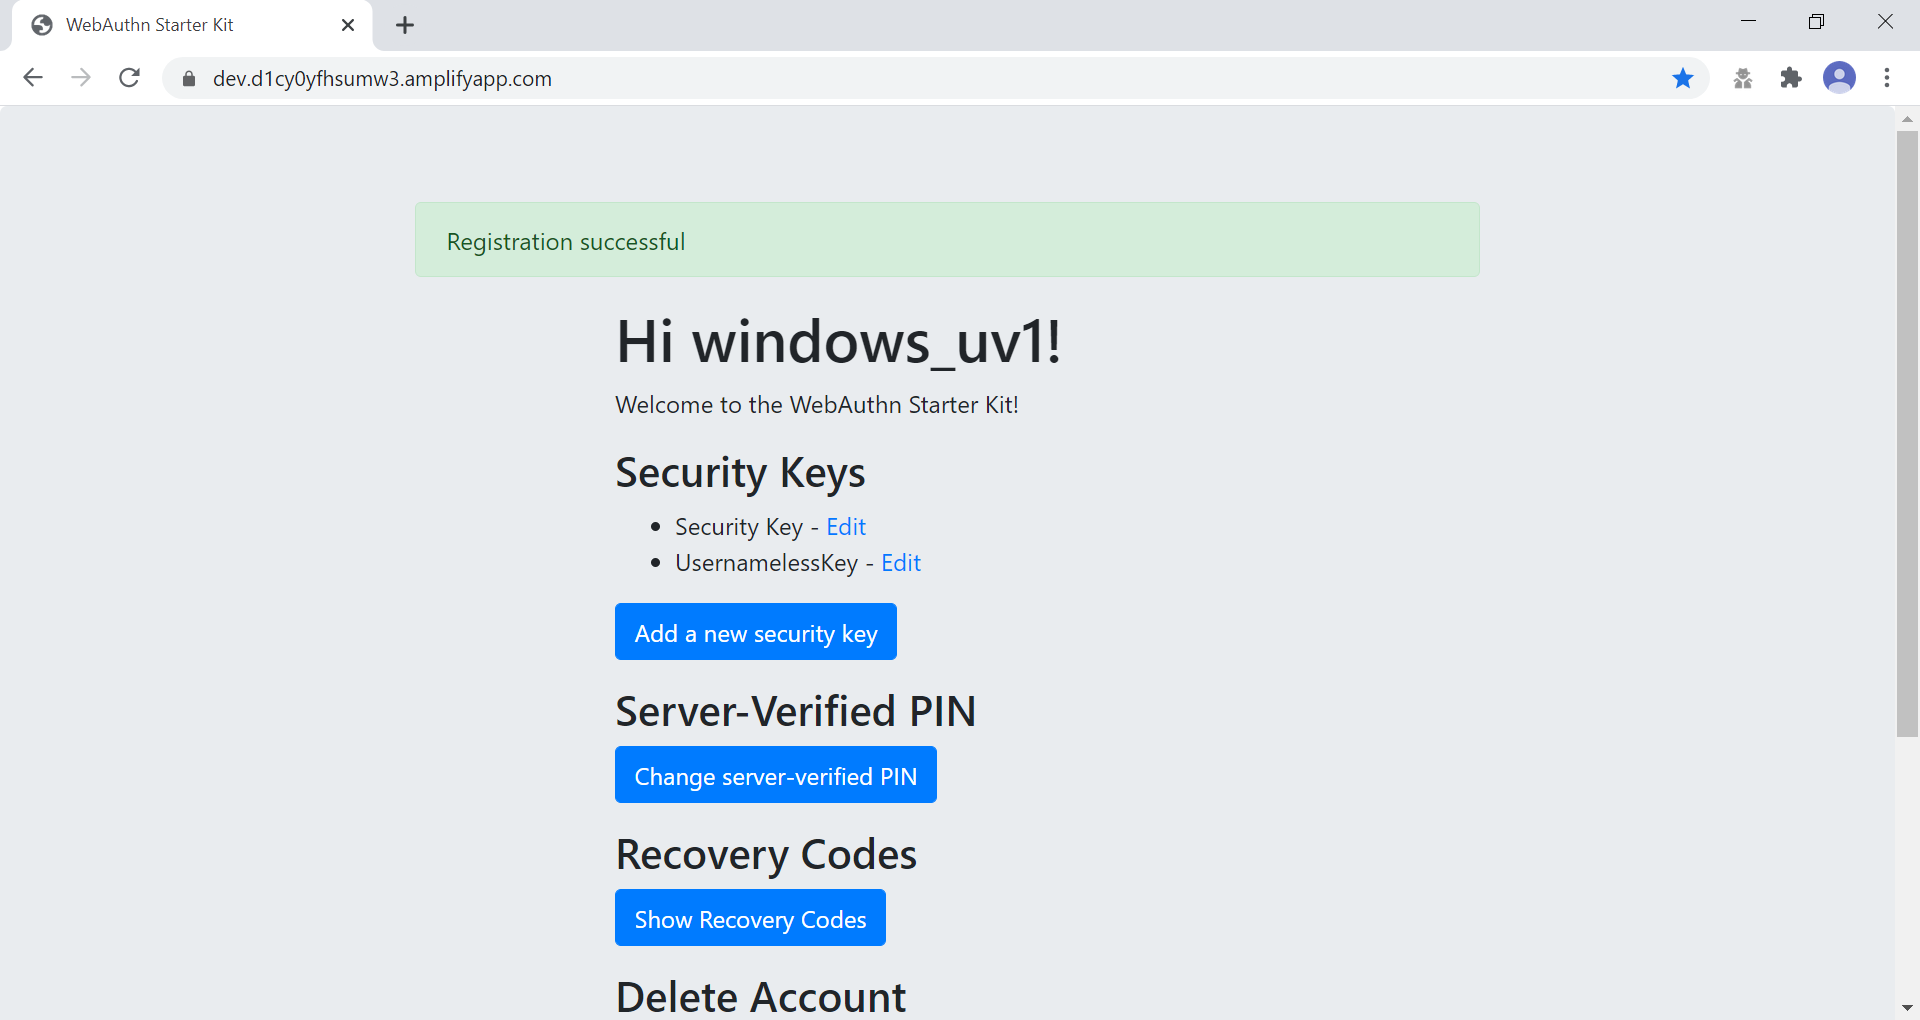 WebAuthn Starter Kit
dev.d1cy0yfhsumw3.amplifyapp.com
Registration successful
Hi windows_uv1!
Welcome to the WebAuthn Starter Kit!
Security Keys
Security Key - Edit
UsernamelessKey - Edit
Add a new security key
Server-Verified PIN
Change server-verified PIN
Recovery Codes
Show Recovery Codes
Delete Account